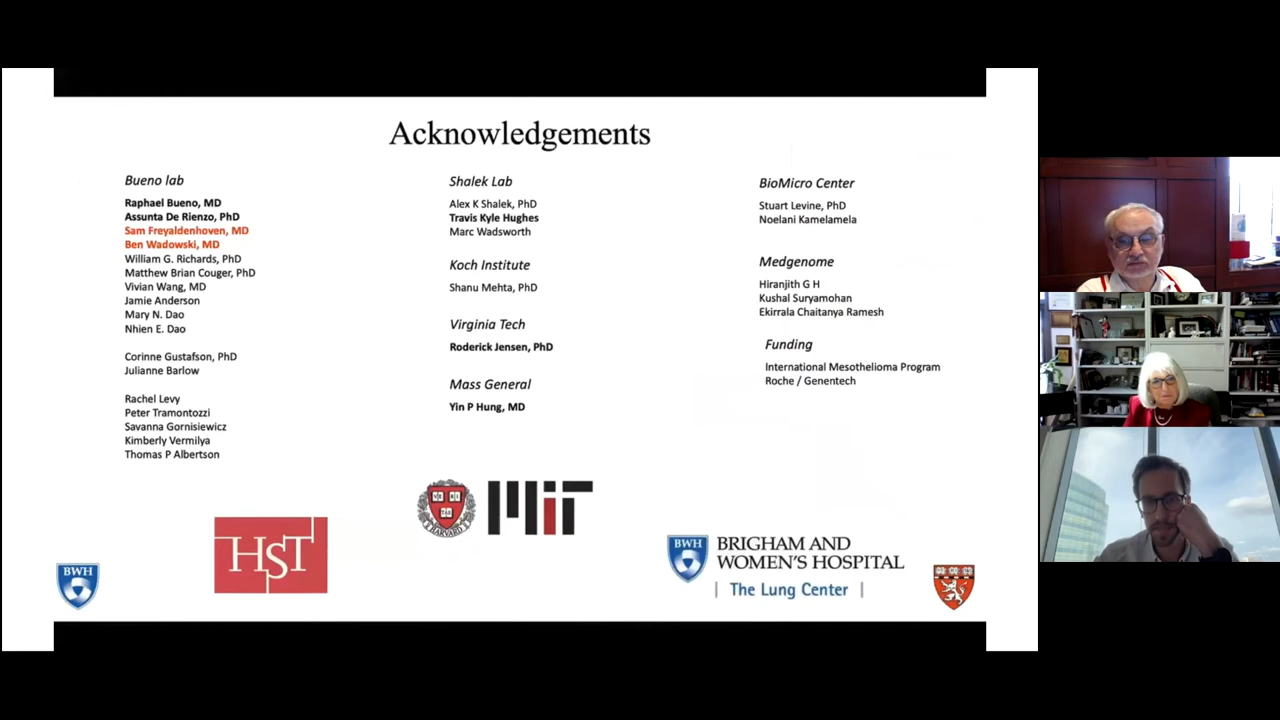 Acknowledgements
Bueno lab
Raphael Bueno, MD
Assunta De Rienzo, PhD
Sam Freyaldenhoven, MD
Ben Wadowski, MD
William G. Richards, PhD
Matthew Brian Couger, PhD
Vivian Wang, MD
Jamie Anderson
Mary N. Dao
Nhien E. Dao
Corinne Gustafson, PhD
Julianne Barlow
Rachel Levy
Peter Tramontozzi
Savanna Gornisiewicz
Kimberly Vermilya
Thomas P Albertson
Shalek Lab
Alex K Shalek, PhD
Travis Kyle Hughes
Marc Wadsworth
Koch Institute
Shanu Mehta, PhD
Virginia Tech
Roderick Jensen, PhD
Mass General
Yin P Hung, MD
BioMicro Center
Stuart Levine, PhD
Noelani Kamelamela
Medgenome
Hiranjith G H
Kushal Suryamohan
Ekirrala Chaitanya Ramesh
Funding
International Mesothelioma Program
Roche / Genentech
BWH
HST
VE RI TAS
HARVARD
MIT
BWH
BRIGHAM AND
WOMEN'S HOSPITAL
| The Lung Center |